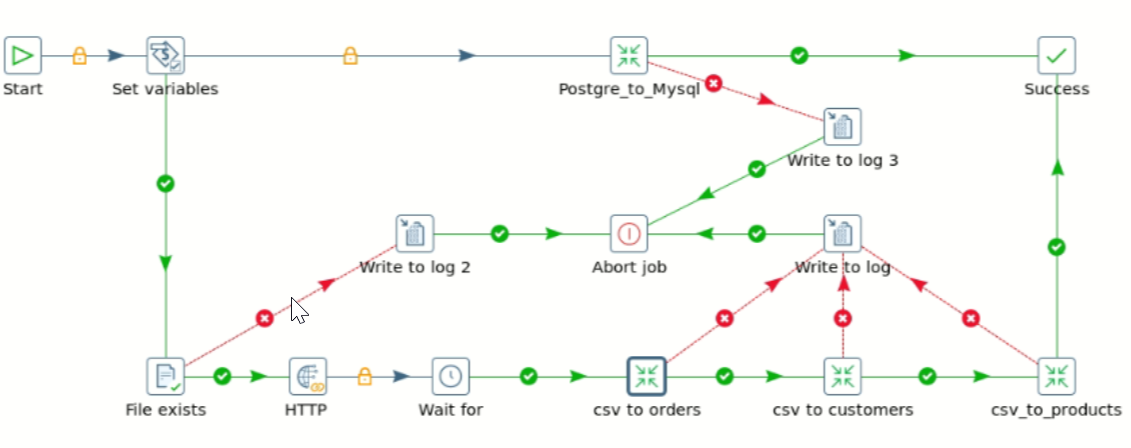 Start
Set variables
Postgre_to_Mysql
Success
Write to log 3
Write to log 2
Abort job
Write to log
File exists
HTTP
Wait for
csv to orders
csv to customers
csv_to_products